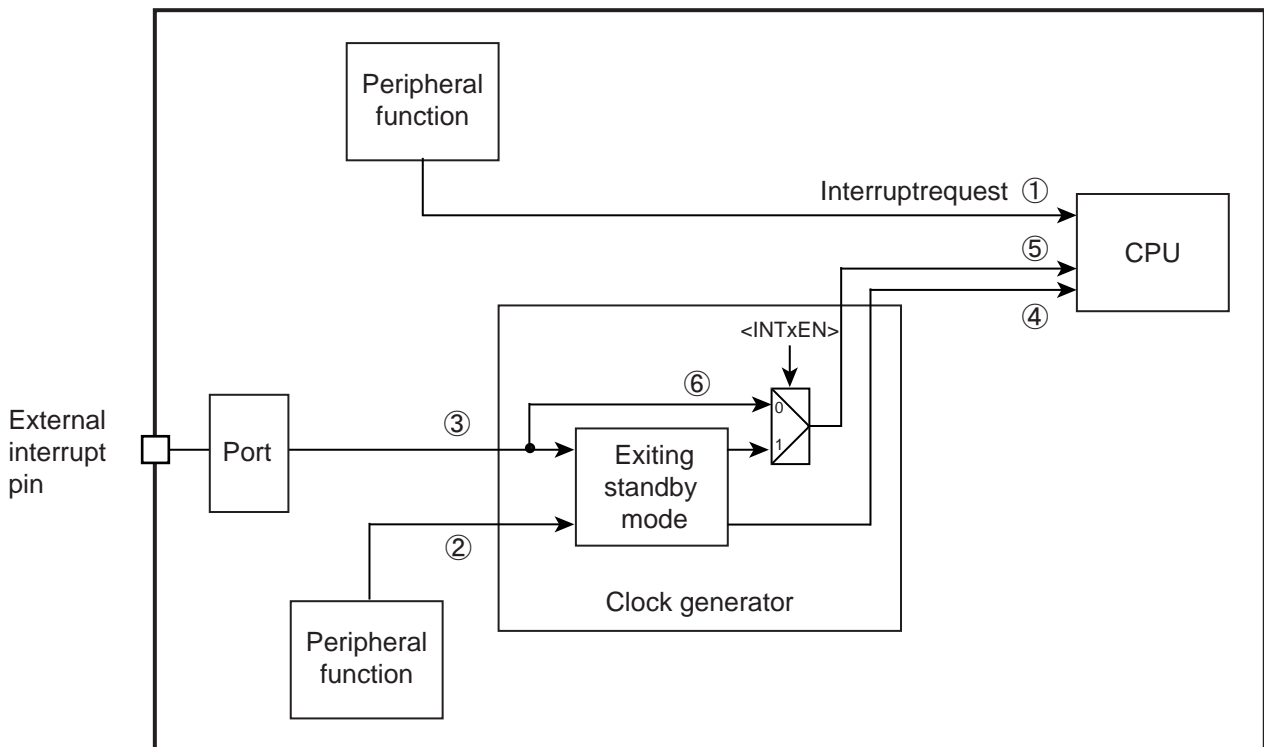 Peripheral
function
Interruptrequest ①
CPU
⑤
④
<INTxEN>
⑥
0
External
interrupt
pin
Port
③
1
Exiting
standby
mode
②
Clock generator
Peripheral
function